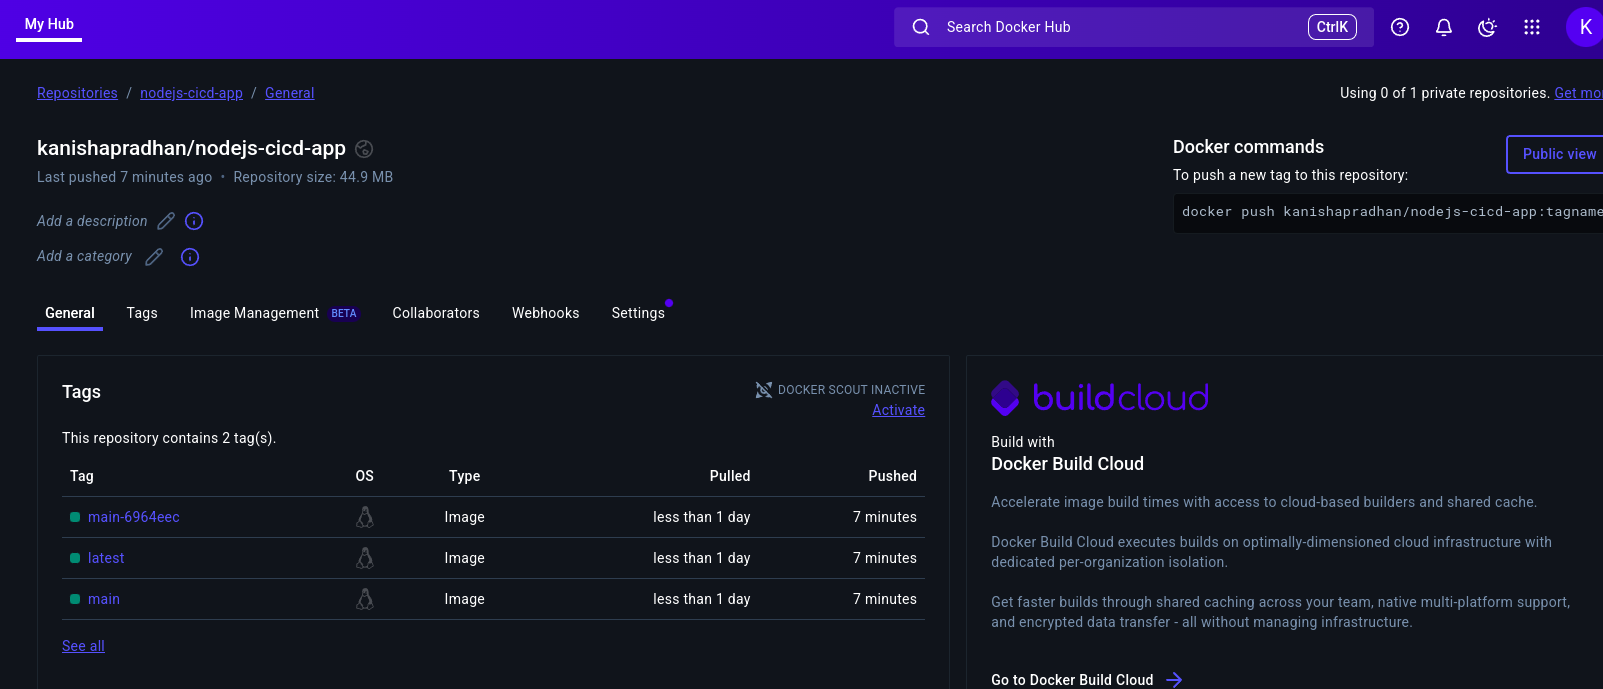 My Hub
Search Docker Hub
CtrlK
K
Repositories / nodejs-cicd-app / General
Using 0 of 1 private repositories. Get mo
kanishapradhan/nodejs-cicd-app
Last pushed 7 minutes ago • Repository size: 44.9 MB
Add a description
Add a category
Docker commands
Public view
To push a new tag to this repository:
docker push kanishapradhan/nodejs-cicd-app:tagname
General
Tags
Image Management BETA
Collaborators
Webhooks
Settings
Tags
DOCKER SCOUT INACTIVE
Activate
This repository contains 2 tag(s).
Tag OS Type Pulled Pushed
main-6964eec Image less than 1 day 7 minutes
latest Image less than 1 day 7 minutes
main Image less than 1 day 7 minutes
See all
buildcloud
Build with
Docker Build Cloud
Accelerate image build times with access to cloud-based builders and shared cache.
Docker Build Cloud executes builds on optimally-dimensioned cloud infrastructure with
dedicated per-organization isolation.
Get faster builds through shared caching across your team, native multi-platform support,
and encrypted data transfer - all without managing infrastructure.
Go to Docker Build Cloud